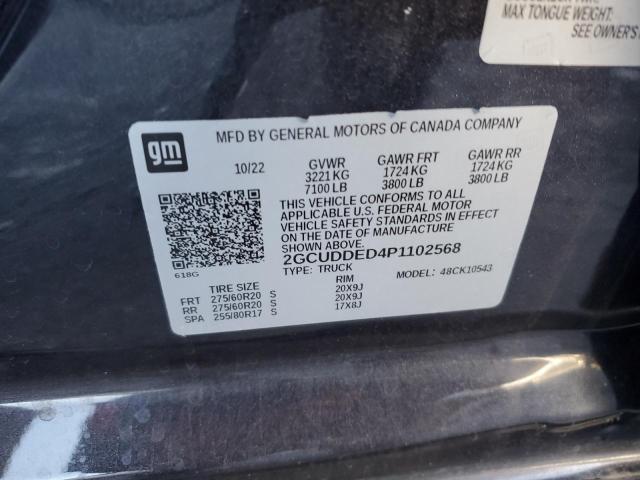 MAX TONGUE WEIGHT:
SEE OWNER'S
gm
MFD BY GENERAL MOTORS OF CANADA COMPANY
10/22 GVWR GAWR FRT GAWR RR
3221 KG 1724 KG 1724 KG
7100 LB 3800 LB 3800 LB
THIS VEHICLE CONFORMS TO ALL
APPLICABLE U.S. FEDERAL MOTOR
VEHICLE SAFETY STANDARDS IN EFFECT
ON THE DATE OF MANUFACTURE
SHOWN ABOVE.
2GCUDDED4P1102568
TYPE: TRUCK MODEL: 48CK10543
618G
TIRE SIZE RIM
FRT 275/60R20 S 20X9J
RR 275/60R20 S 20X9J
SPA 255/80R17 S 17X8J